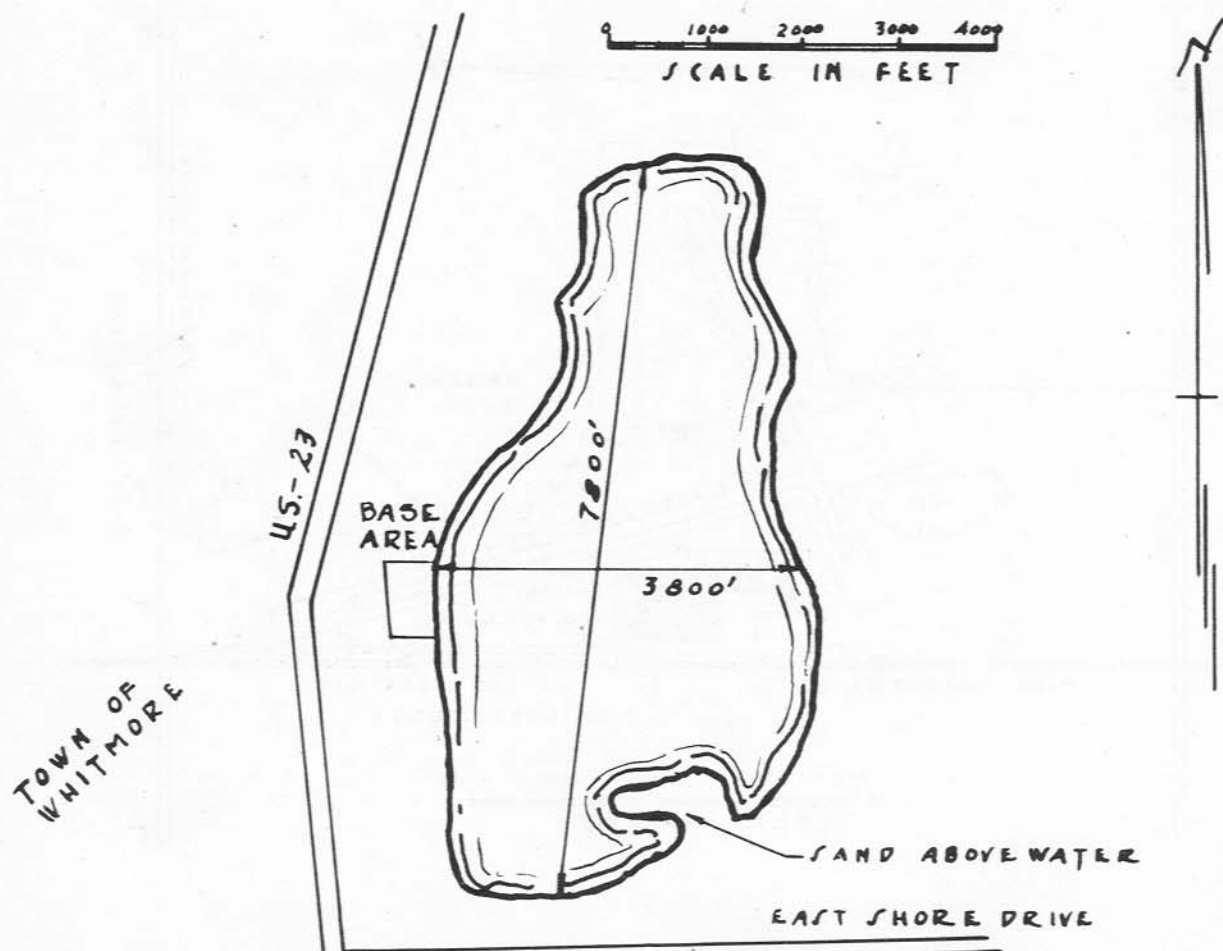 0 1000 2000 3000 4000
SCALE IN FEET
N
U.S.-23
BASE
AREA
7800'
3800'
TOWN OF
WHITMORE
SAND ABOVE WATER
EAST SHORE DRIVE